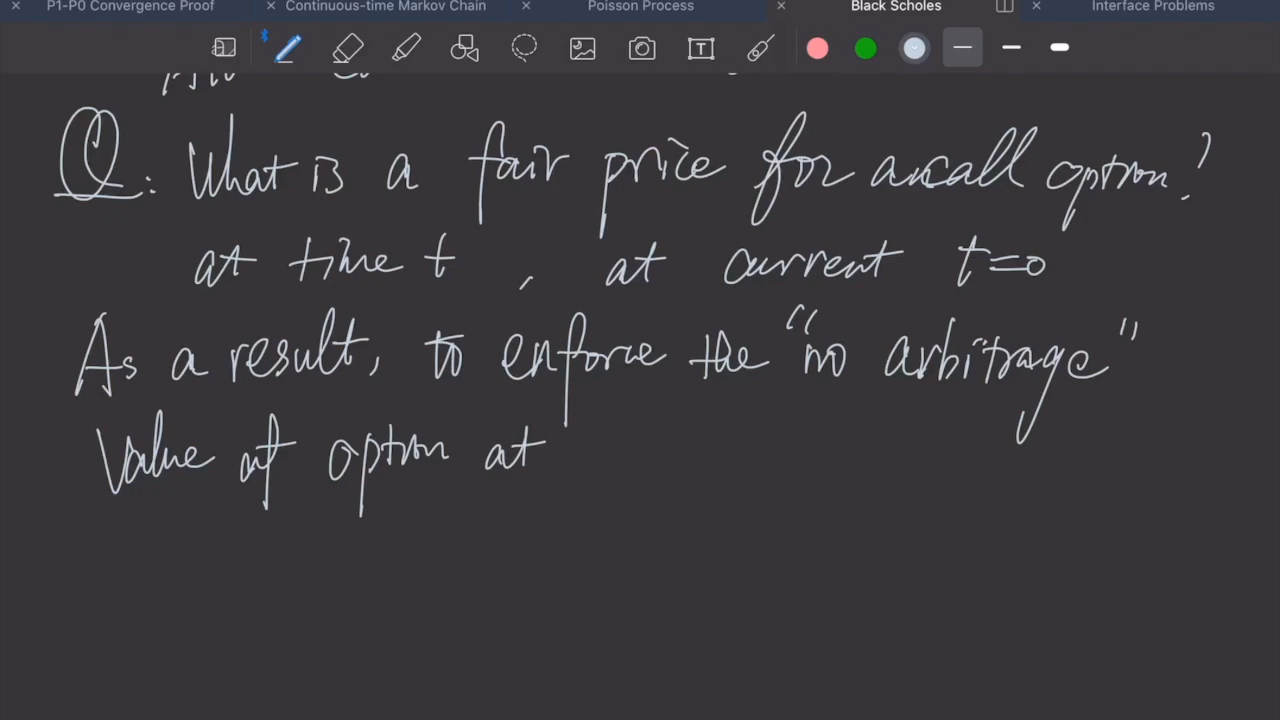 P1-P0 Convergence Proof Continuous-time Markov Chain Poisson Process Black Scholes Interface Problems
Q: What is a fair price for a call option?
at time t, at current t=0
As a result, to enforce the "no arbitrage"
Value of option at